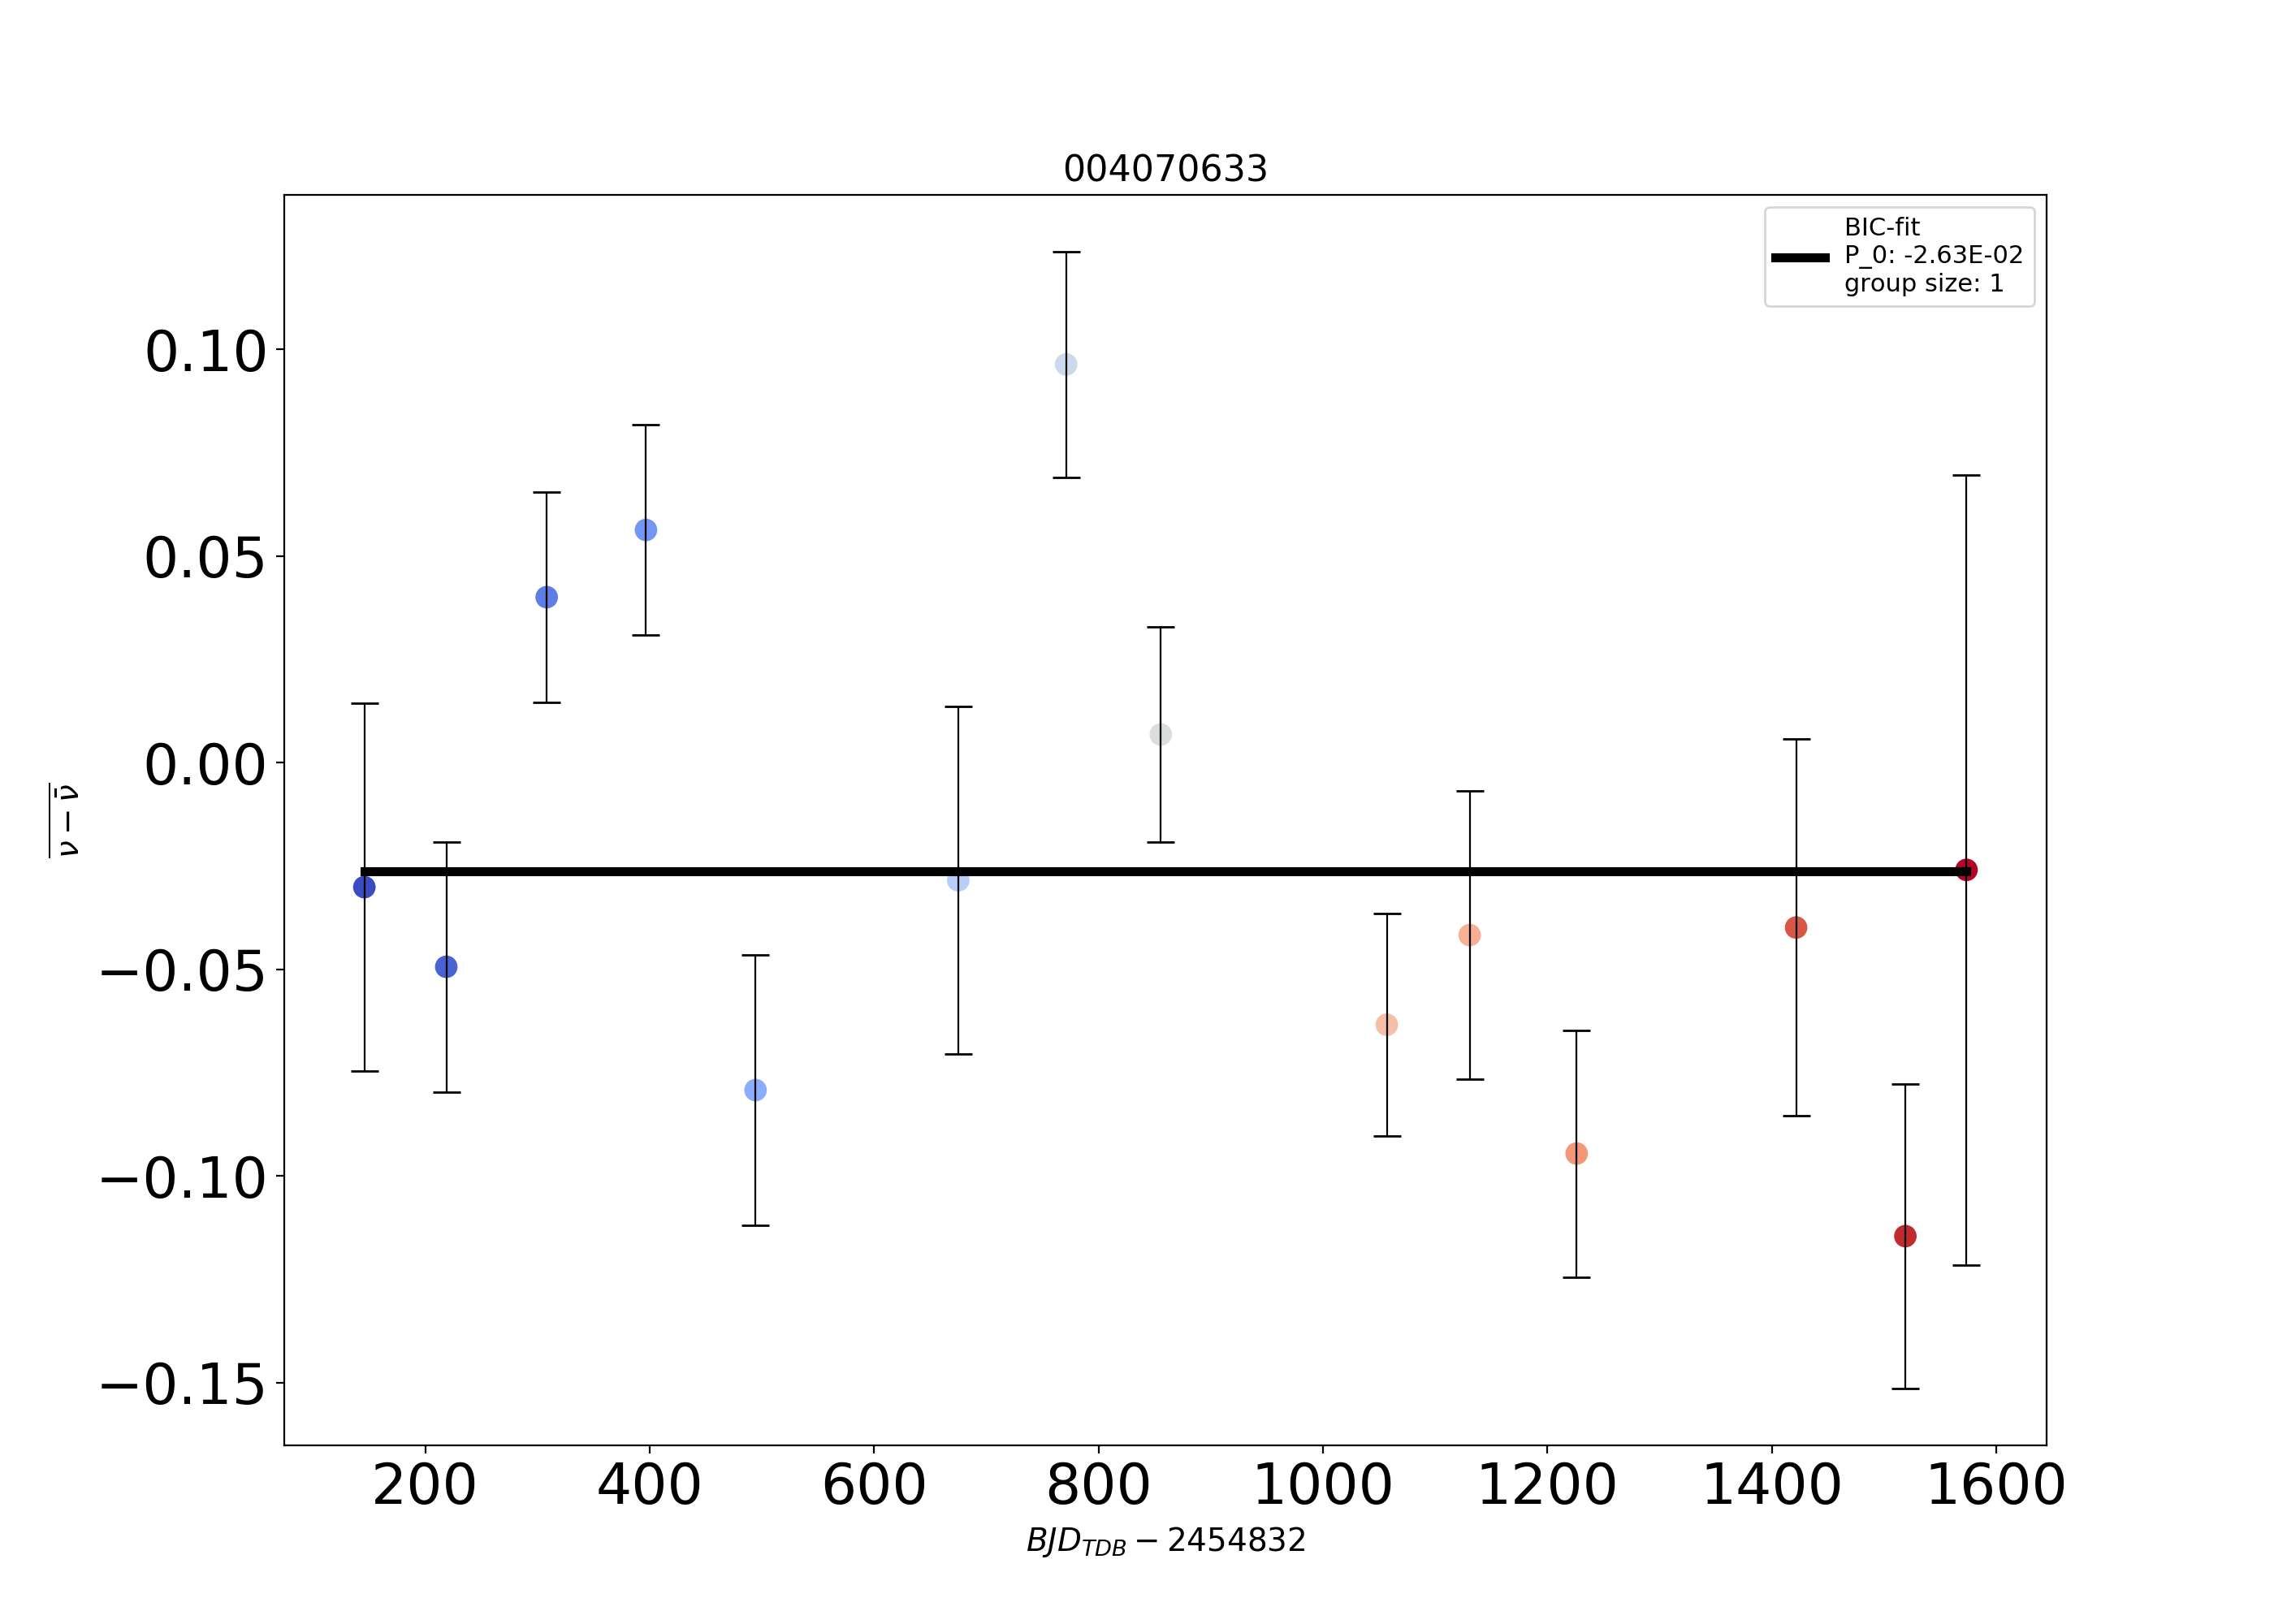 004070633
BIC-fit
P_0: -2.63E-02
group size: 1
0.10
0.05
0.00
−0.05
−0.10
−0.15
ν − ν̄
200 400 600 800 1000 1200 1400 1600
BJD_TDB − 2454832